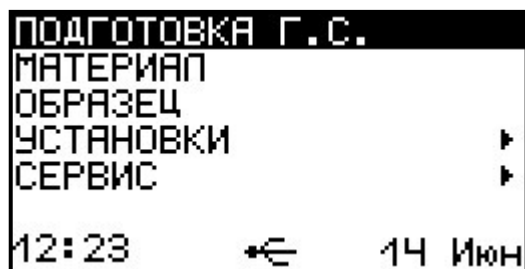 ПОДГОТОВКА Г.С.
МАТЕРИАЛ
ОБРАЗЕЦ
УСТАНОВКИ
СЕРВИС
12:23 14 Июн